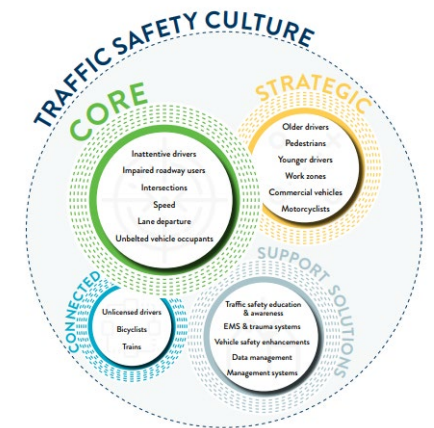 TRAFFIC SAFETY CULTURE
CORE
Inattentive drivers
Impaired roadway users
Intersections
Speed
Lane departure
Unbelted vehicle occupants
STRATEGIC
Older drivers
Pedestrians
Younger drivers
Work zones
Commercial vehicles
Motorcyclists
CONNECTED
Unlicensed drivers
Bicyclists
Trains
SUPPORT SOLUTIONS
Traffic safety education
& awareness
EMS & trauma systems
Vehicle safety enhancements
Data management
Management systems